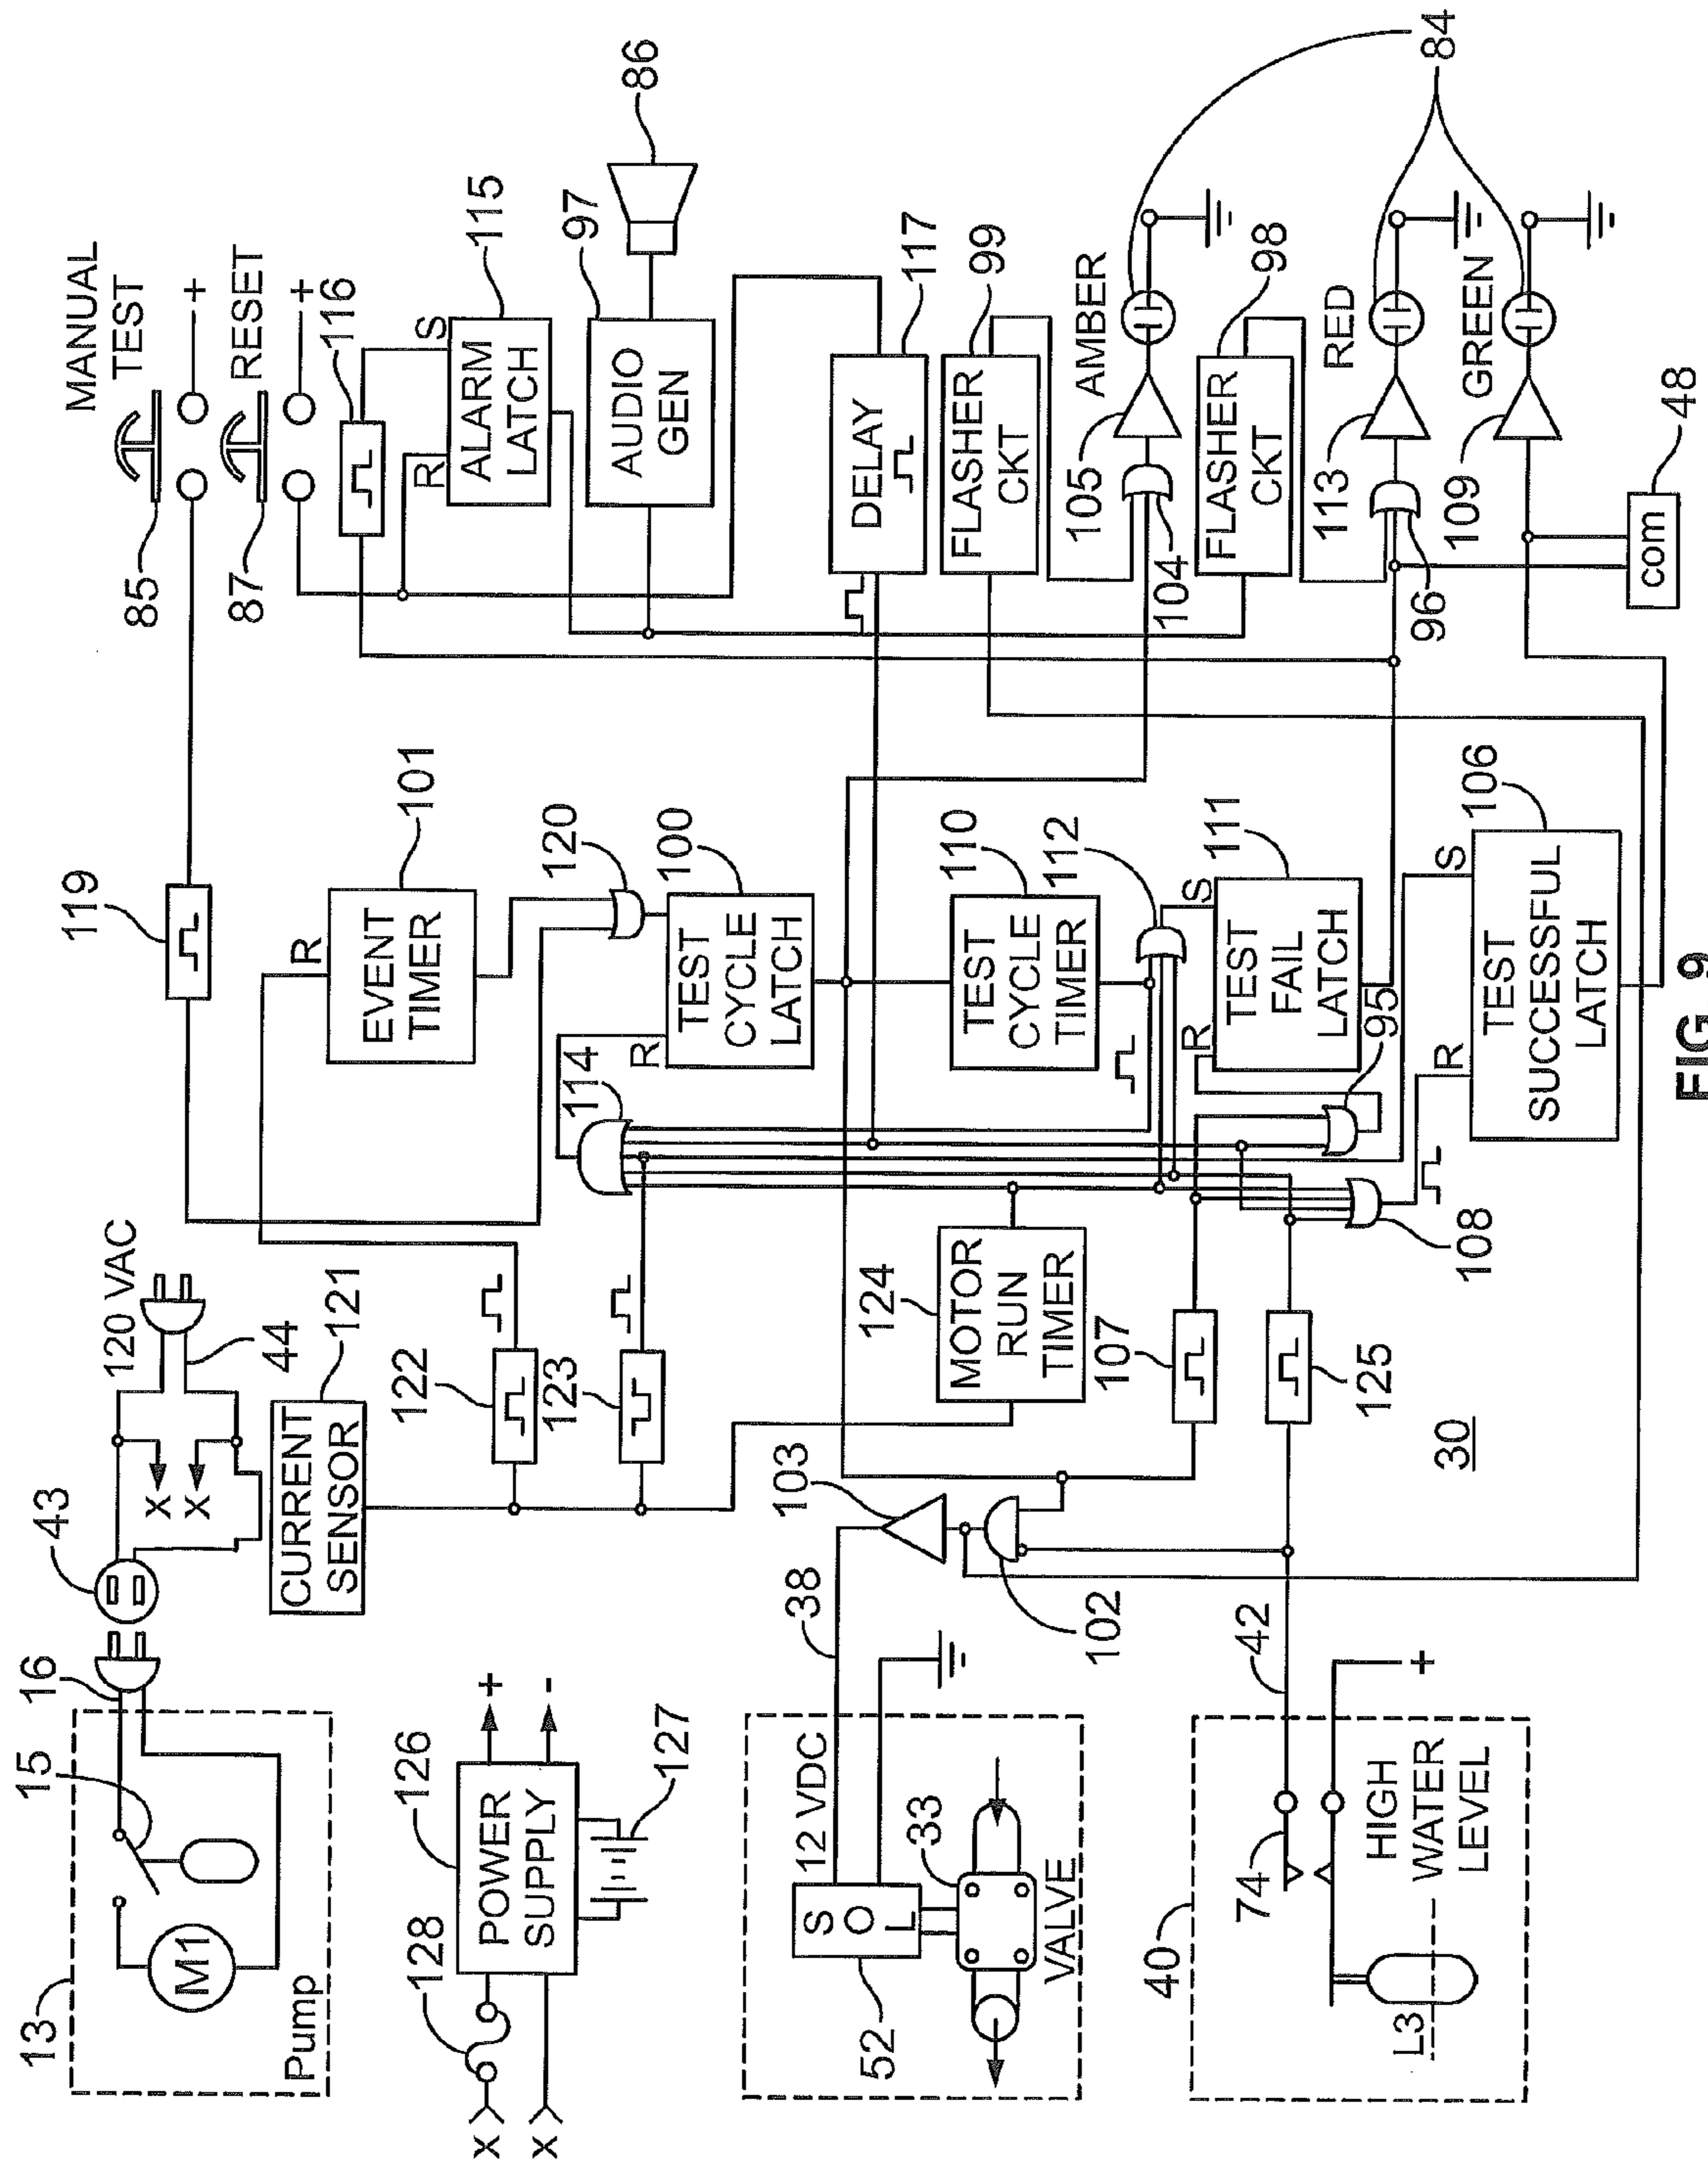 13
15
16
43
M1
Pump
120 VAC
44
X
X
CURRENT
SENSOR
121
122
123
119
R
EVENT
TIMER
101
120
100
TEST
CYCLE
LATCH
R
114
MANUAL
TEST
85
+
RESET
87
+
116
S
R
ALARM
LATCH
115
AUDIO
GEN
97
86
128
X
X
126
POWER
SUPPLY
+
-
127
103
38
12 VDC
SOL
52
33
VALVE
102
124
MOTOR
RUN
TIMER
107
125
30
110
TEST
CYCLE
TIMER
112
S
R
111
TEST
FAIL
LATCH
95
108
S
R
106
TEST
SUCCESSFUL
LATCH
DELAY
117
FLASHER
CKT
99
AMBER
105
104
84
FLASHER
CKT
98
RED
113
96
GREEN
109
com
48
40
74
42
+
HIGH
WATER
LEVEL
L3
FIG. 9